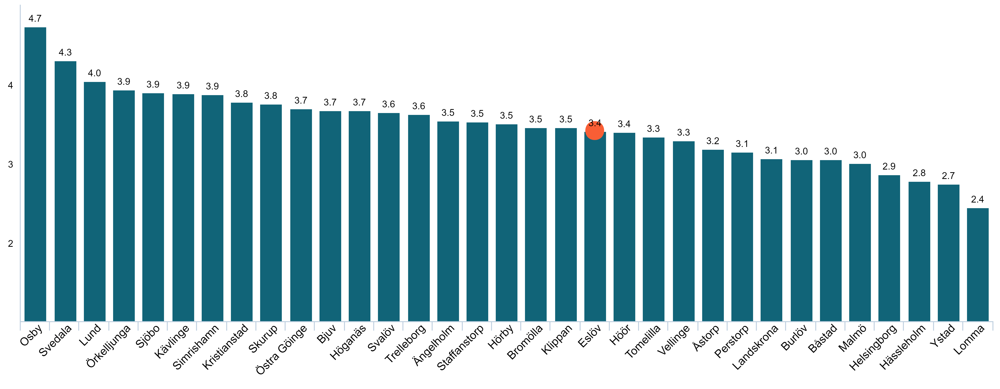 4.7
4.3
4.0
3.9
3.9
3.9
3.9
3.8
3.8
3.7
3.7
3.7
3.6
3.6
3.5
3.5
3.5
3.5
3.5
3.4
3.4
3.3
3.3
3.2
3.1
3.1
3.0
3.0
3.0
2.9
2.8
2.7
2.4
4
3
2
Osby
Svedala
Lund
Örkelljunga
Sjöbo
Kävlinge
Simrishamn
Kristianstad
Skurup
Östra Göinge
Bjuv
Höganäs
Svalöv
Trelleborg
Ängelholm
Staffanstorp
Hörby
Bromölla
Klippan
Eslöv
Höör
Tomelilla
Vellinge
Åstorp
Perstorp
Landskrona
Burlöv
Båstad
Malmö
Helsingborg
Hässleholm
Ystad
Lomma